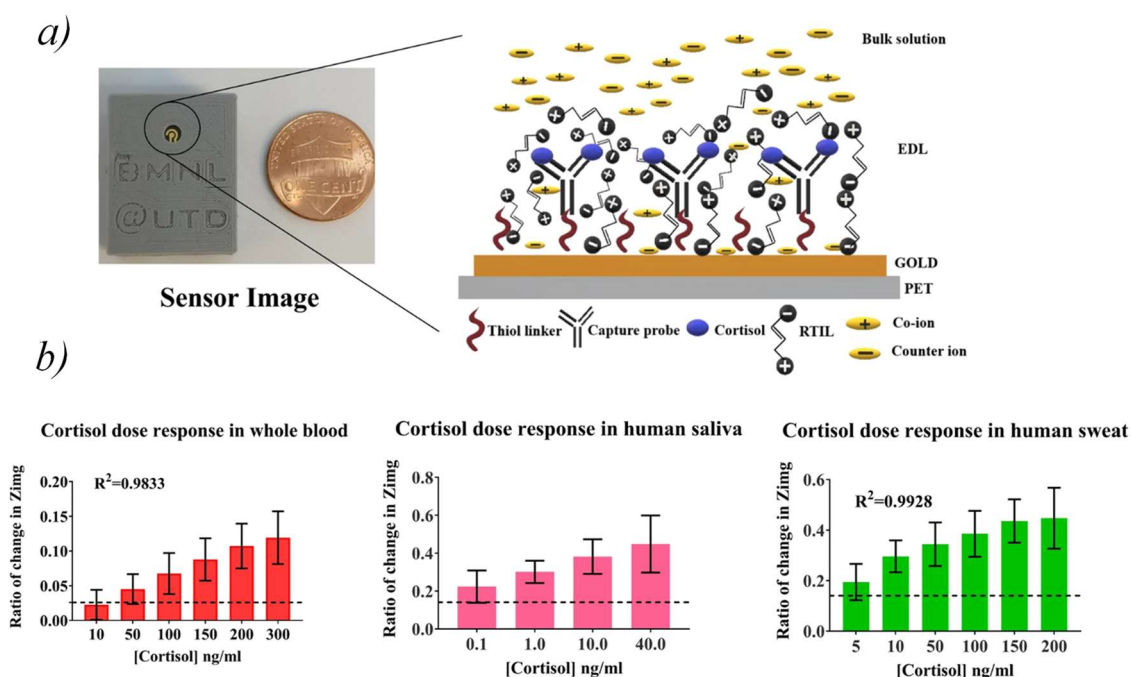 a)
Bulk solution
EDL
GOLD
PET
BMNL
@UTD
UNITED STATES OF AMERICA
ONE CENT
Sensor Image
Thiol linker
Capture probe
Cortisol
RTIL
Co-ion
Counter ion
b)
Cortisol dose response in whole blood
R²=0.9833
Ratio of change in Zimg
0.20
0.15
0.10
0.05
0.00
10 50 100 150 200 300
[Cortisol] ng/ml
Cortisol dose response in human saliva
Ratio of change in Zimg
0.8
0.6
0.4
0.2
0.0
0.1 1.0 10.0 40.0
[Cortisol] ng/ml
Cortisol dose response in human sweat
R²=0.9928
Ratio of change in Zimg
0.6
0.4
0.2
0.0
5 10 50 100 150 200
[Cortisol] ng/ml